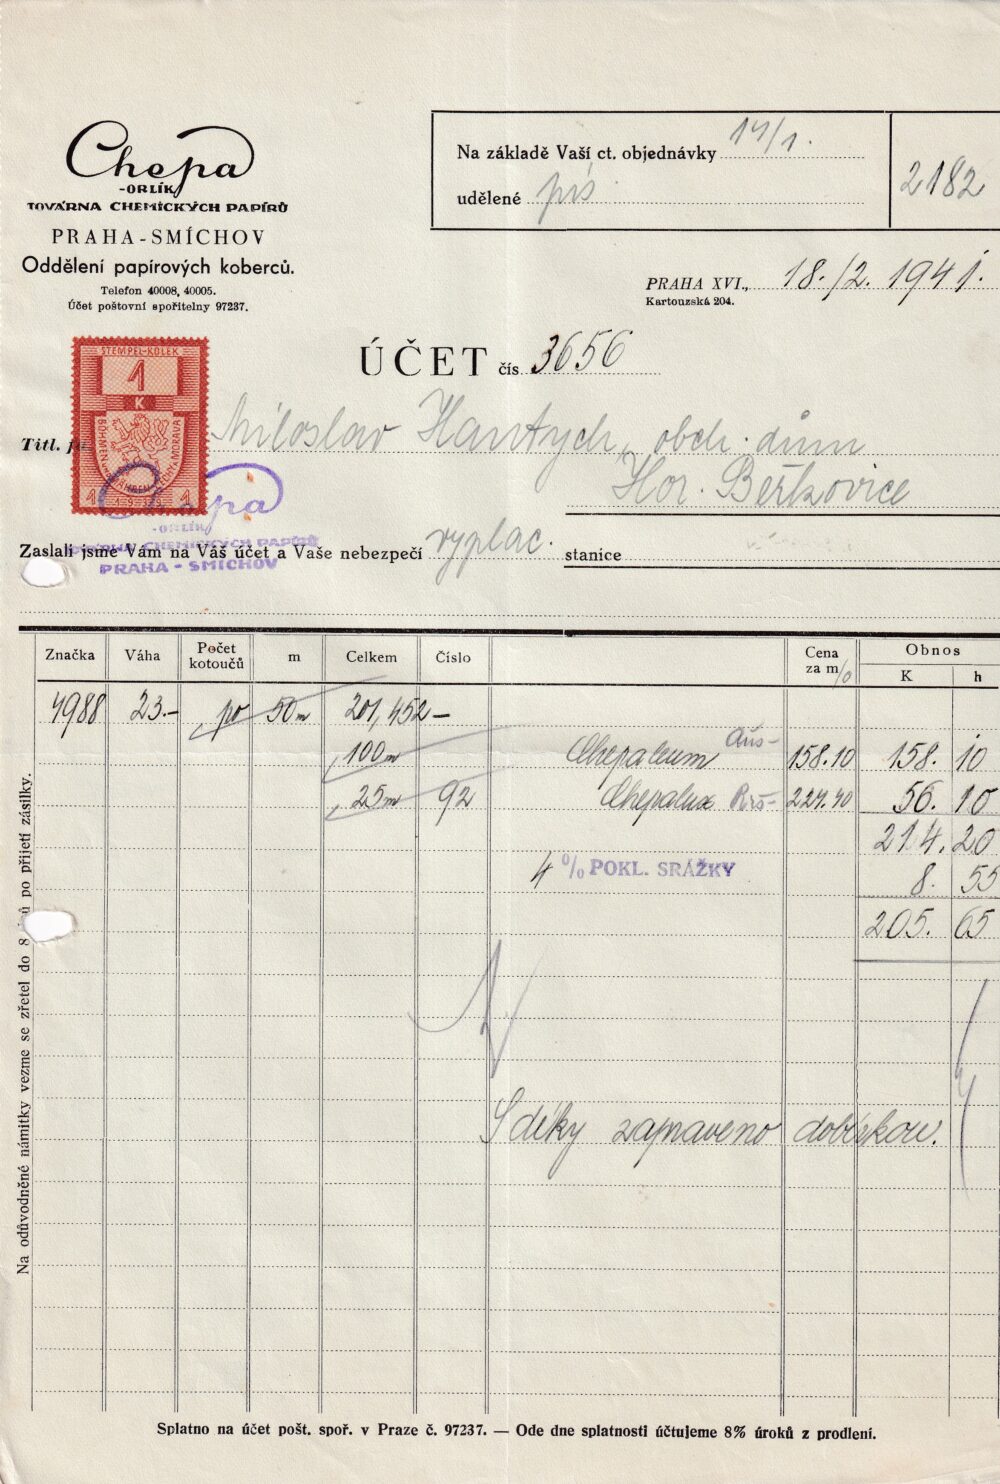 Chepa
-ORLÍK
TOVÁRNA CHEMICKÝCH PAPÍRŮ
PRAHA-SMÍCHOV
Oddělení papírových koberců.
Telefon 40008, 40005.
Účet poštovní spořitelny 97237.
Na základě Vaší ct. objednávky 14/1.
udělené pís.
2182
PRAHA XVI., 18./2. 1941.
Kartouzská 204.
ÚČET čís. 3656
STEMPEL-KOLEK
1
K
BÖHMEN UND MÄHREN ČECHY A MORAVA
1 1
Titl. fa Miloslav Hantych, obch. dům
Hor. Beřkovice
Chepa
-ORLÍK
TOVÁRNA CHEMICKÝCH PAPÍRŮ
PRAHA - SMÍCHOV
Zaslali jsme Vám na Váš účet a Vaše nebezpečí vyplac. stanice
Značka Váha Počet kotoučů m Celkem Číslo Cena za m/0 Obnos
K h
4988 23.- po 50m 201,452-
100m Chepaleum 158.10 158. 10
25m 92 Chepalux 224.40 56. 10
214. 20
4 % POKL. SRÁŽKY 8. 55
205. 65
S díky zapraveno dobírkou.
Na odůvodněné námitky vezme se zřetel do 8 po přijetí zásilky.
Splatno na účet pošt. spoř. v Praze č. 97237. — Ode dne splatnosti účtujeme 8% úroků z prodlení.